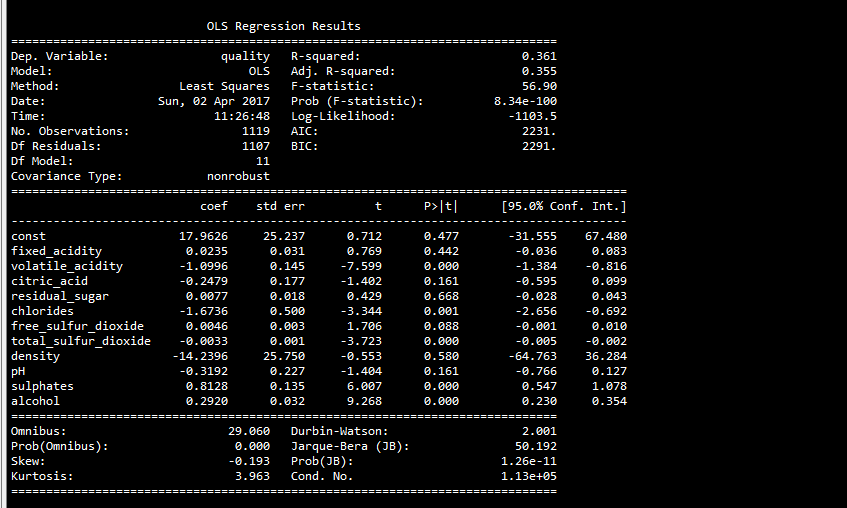 OLS Regression Results
==============================================================================
Dep. Variable:                quality   R-squared:                       0.361
Model:                            OLS   Adj. R-squared:                  0.355
Method:                 Least Squares   F-statistic:                     56.90
Date:                Sun, 02 Apr 2017   Prob (F-statistic):          8.34e-100
Time:                        11:26:48   Log-Likelihood:                -1103.5
No. Observations:                1119   AIC:                             2231.
Df Residuals:                    1107   BIC:                             2291.
Df Model:                          11
Covariance Type:            nonrobust
========================================================================================
                           coef    std err          t      P>|t|      [95.0% Conf. Int.]
----------------------------------------------------------------------------------------
const                   17.9626     25.237      0.712      0.477       -31.555    67.480
fixed_acidity            0.0235      0.031      0.769      0.442        -0.036     0.083
volatile_acidity        -1.0996      0.145     -7.599      0.000        -1.384    -0.816
citric_acid             -0.2479      0.177     -1.402      0.161        -0.595     0.099
residual_sugar           0.0077      0.018      0.429      0.668        -0.028     0.043
chlorides               -1.6736      0.500     -3.344      0.001        -2.656    -0.692
free_sulfur_dioxide      0.0046      0.003      1.706      0.088        -0.001     0.010
total_sulfur_dioxide    -0.0033      0.001     -3.723      0.000        -0.005    -0.002
density                -14.2396     25.750     -0.553      0.580       -64.763    36.284
pH                      -0.3192      0.227     -1.404      0.161        -0.766     0.127
sulphates                0.8128      0.135      6.007      0.000         0.547     1.078
alcohol                  0.2920      0.032      9.268      0.000         0.230     0.354
==============================================================================
Omnibus:                       29.060   Durbin-Watson:                   2.001
Prob(Omnibus):                  0.000   Jarque-Bera (JB):               50.192
Skew:                          -0.193   Prob(JB):                     1.26e-11
Kurtosis:                       3.963   Cond. No.                     1.13e+05
==============================================================================